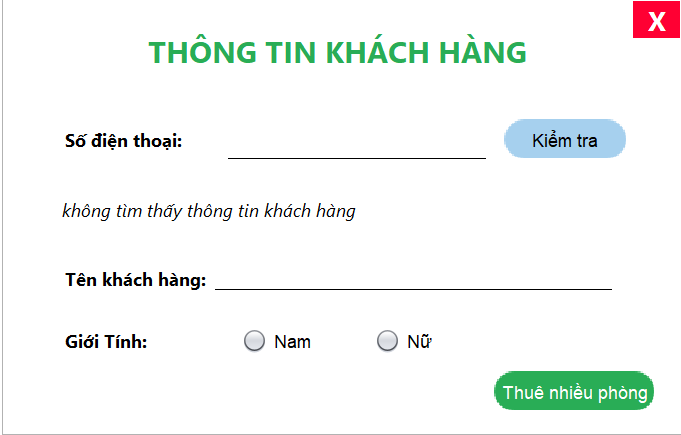 X
THÔNG TIN KHÁCH HÀNG
Số điện thoại: Kiểm tra
không tìm thấy thông tin khách hàng
Tên khách hàng:
Giới Tính: Nam Nữ
Thuê nhiều phòng